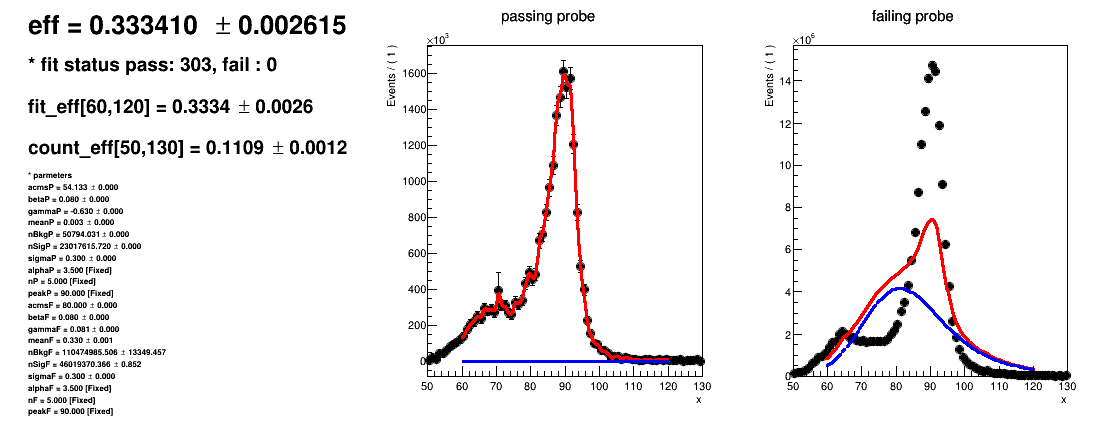 eff = 0.333410 ± 0.002615
* fit status pass: 303, fail : 0
fit_eff[60,120] = 0.3334 ± 0.0026
count_eff[50,130] = 0.1109 ± 0.0012
* parmeters
acmsP = 54.133 ± 0.000
betaP = 0.080 ± 0.000
gammaP = -0.630 ± 0.000
meanP = 0.003 ± 0.000
nBkgP = 50794.031 ± 0.000
nSigP = 23017615.720 ± 0.000
sigmaP = 0.300 ± 0.000
alphaP = 3.500 [Fixed]
nP = 5.000 [Fixed]
peakP = 90.000 [Fixed]
acmsF = 80.000 ± 0.000
betaF = 0.080 ± 0.000
gammaF = 0.081 ± 0.000
meanF = 0.330 ± 0.001
nBkgF = 110474985.506 ± 13349.457
nSigF = 46019370.366 ± 0.852
sigmaF = 0.300 ± 0.000
alphaF = 3.500 [Fixed]
nF = 5.000 [Fixed]
peakF = 90.000 [Fixed]
passing probe
×10³
Events / ( 1 )
1600
1400
1200
1000
800
600
400
200
0
50 60 70 80 90 100 110 120 130
x
failing probe
×10⁶
Events / ( 1 )
14
12
10
8
6
4
2
0
50 60 70 80 90 100 110 120 130
x